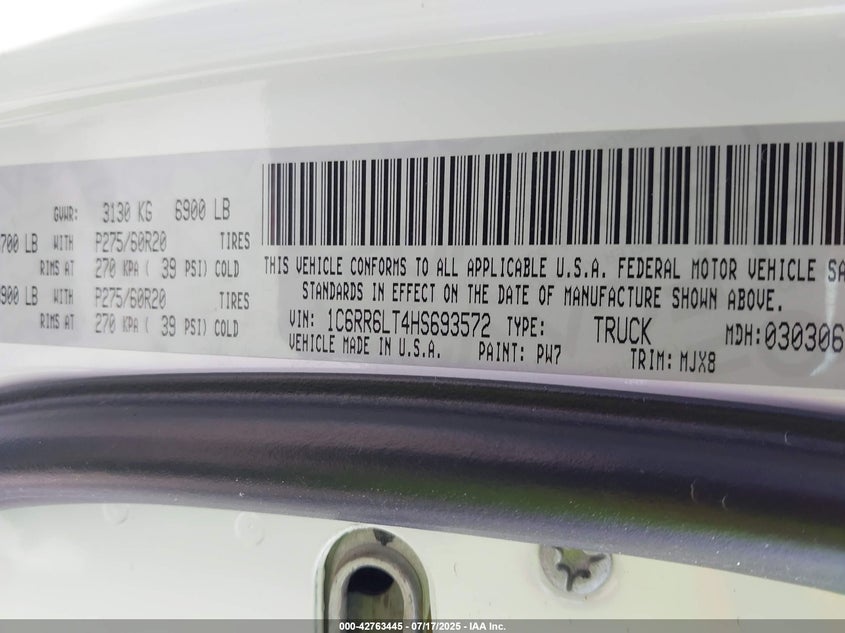 GVWR: 3130 KG 6900 LB
700 LB WITH P275/60R20 TIRES
RIMS AT 270 KPA ( 39 PSI) COLD
900 LB WITH P275/60R20 TIRES
RIMS AT 270 KPA ( 39 PSI) COLD
THIS VEHICLE CONFORMS TO ALL APPLICABLE U.S.A. FEDERAL MOTOR VEHICLE SA
STANDARDS IN EFFECT ON THE DATE OF MANUFACTURE SHOWN ABOVE.
VIN: 1C6RR6LT4HS693572 TYPE: TRUCK MDH: 030306
VEHICLE MADE IN U.S.A. PAINT: PW7 TRIM: MJX8
000-42763445 - 07/17/2025 - IAA Inc.